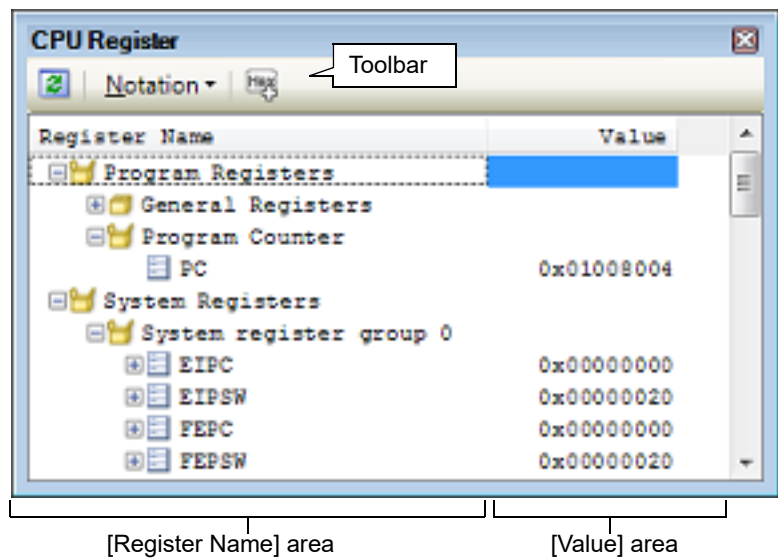 CPU Register
Notation
Hex
Toolbar
Register Name Value
Program Registers
General Registers
Program Counter
PC 0x01008004
System Registers
System register group 0
EIPC 0x00000000
EIPSW 0x00000020
FEPC 0x00000000
FEPSW 0x00000020
[Register Name] area [Value] area